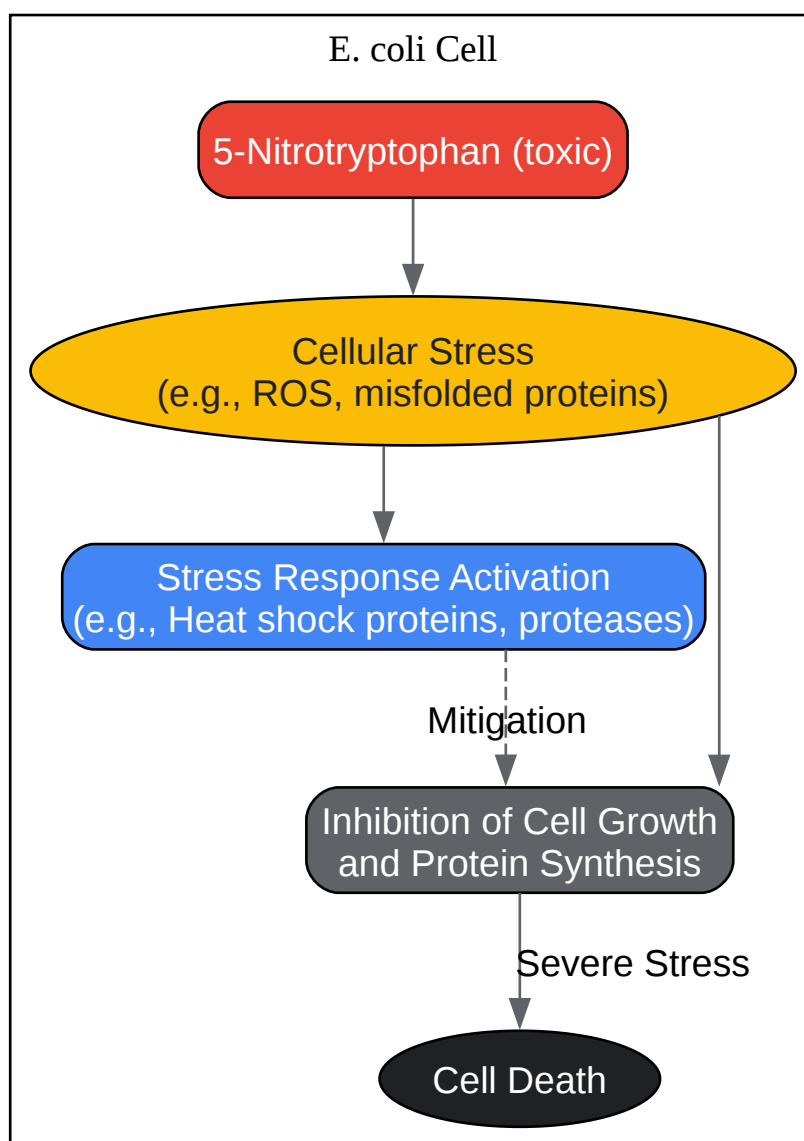 E. coli Cell
5-Nitrotryptophan (toxic)
Cellular Stress
(e.g., ROS, misfolded proteins)
Stress Response Activation
(e.g., Heat shock proteins, proteases)
Mitigation
Inhibition of Cell Growth
and Protein Synthesis
Severe Stress
Cell Death